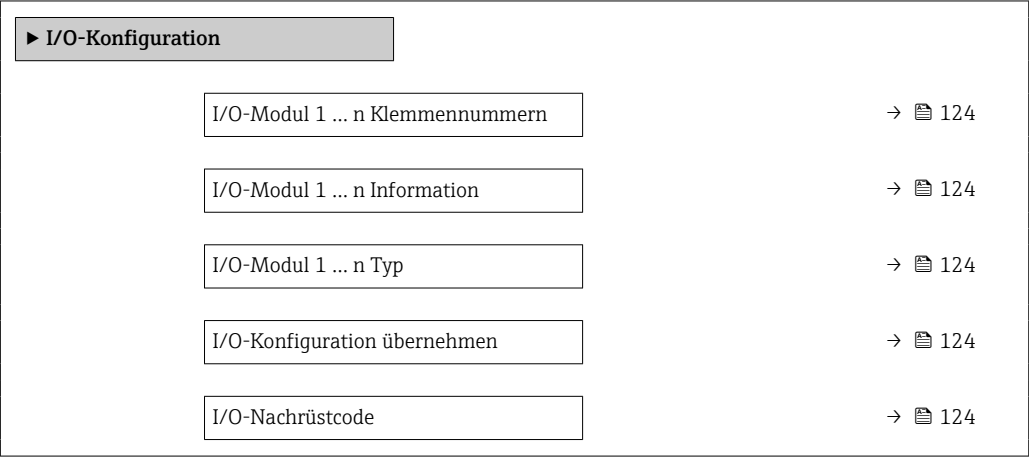 ▶ I/O-Konfiguration
I/O-Modul 1 … n Klemmennummern → 124
I/O-Modul 1 … n Information → 124
I/O-Modul 1 … n Typ → 124
I/O-Konfiguration übernehmen → 124
I/O-Nachrüstcode → 124